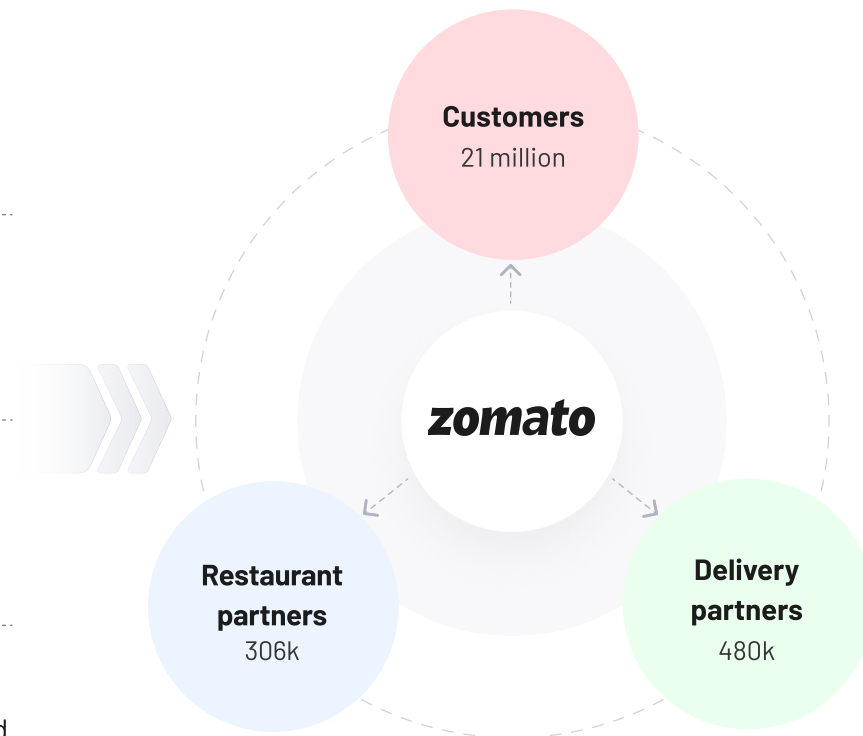 Customers
21 million
zomato
Restaurant
partners
306k
Delivery
partners
480k